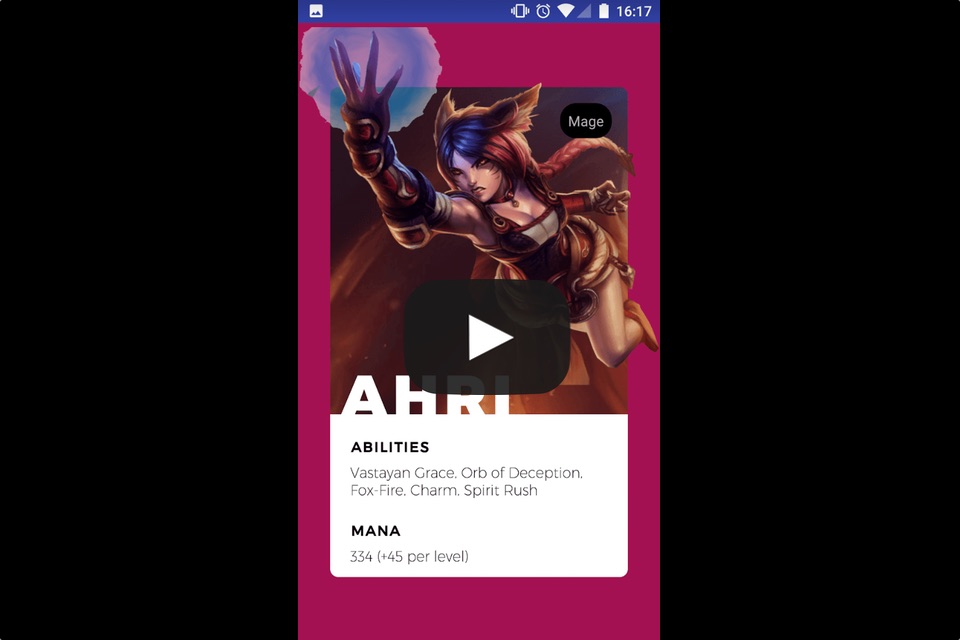 16:17
Mage
AHRI
ABILITIES
Vastayan Grace, Orb of Deception,
Fox-Fire, Charm, Spirit Rush
MANA
334 (+45 per level)